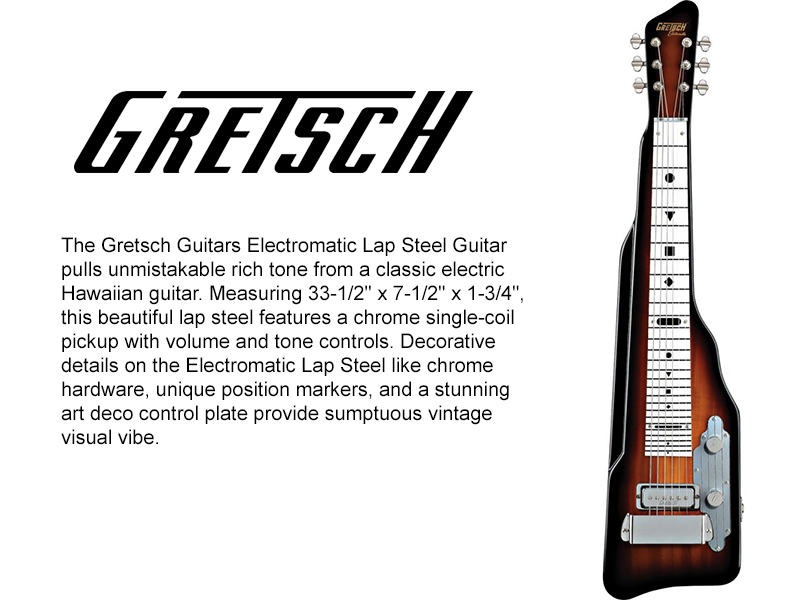 GRETSCH
GRETSCH
The Gretsch Guitars Electromatic Lap Steel Guitar
pulls unmistakable rich tone from a classic electric
Hawaiian guitar. Measuring 33-1/2" x 7-1/2" x 1-3/4",
this beautiful lap steel features a chrome single-coil
pickup with volume and tone controls. Decorative
details on the Electromatic Lap Steel like chrome
hardware, unique position markers, and a stunning
art deco control plate provide sumptuous vintage
visual vibe.